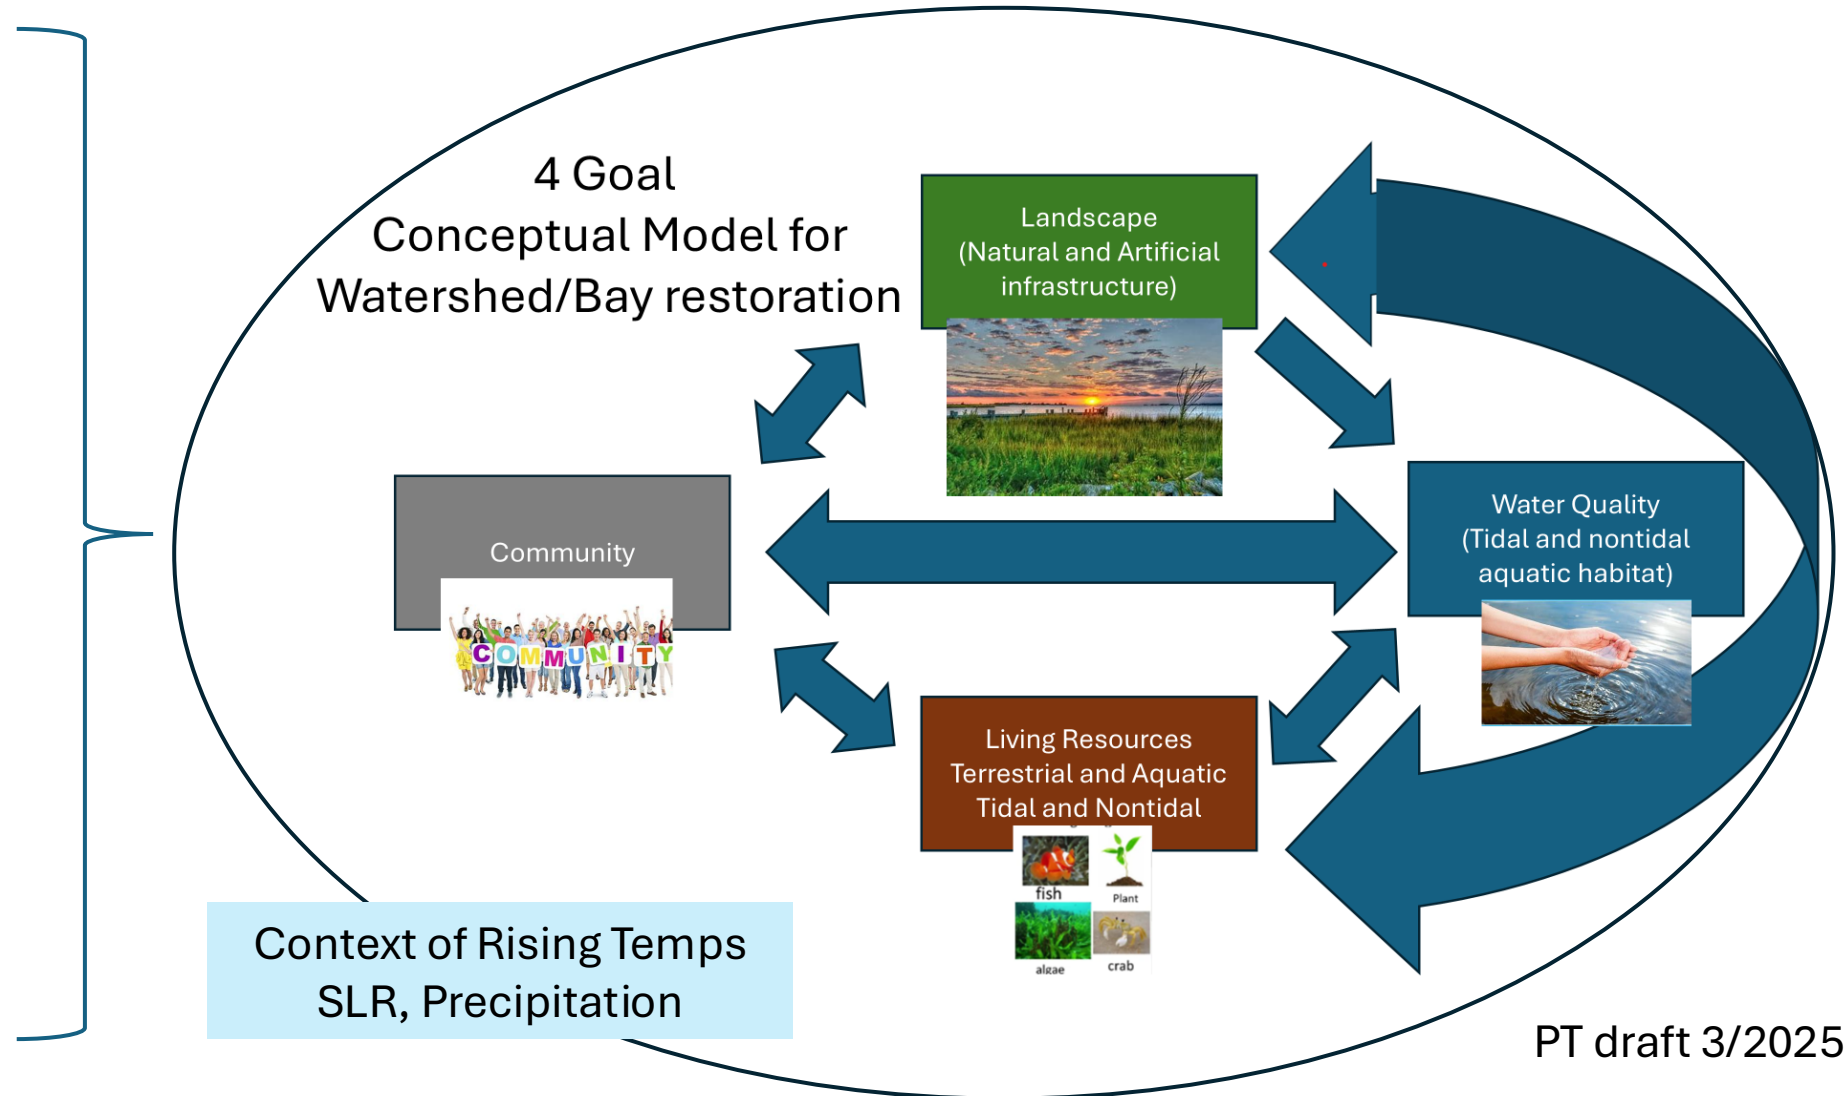 4 Goal
Conceptual Model for
Watershed/Bay restoration
Landscape
(Natural and Artificial
infrastructure)
Water Quality
(Tidal and nontidal
aquatic habitat)
Community
COMMUNITY
Living Resources
Terrestrial and Aquatic
Tidal and Nontidal
fish
Plant
algae
crab
Context of Rising Temps
SLR, Precipitation
PT draft 3/2025